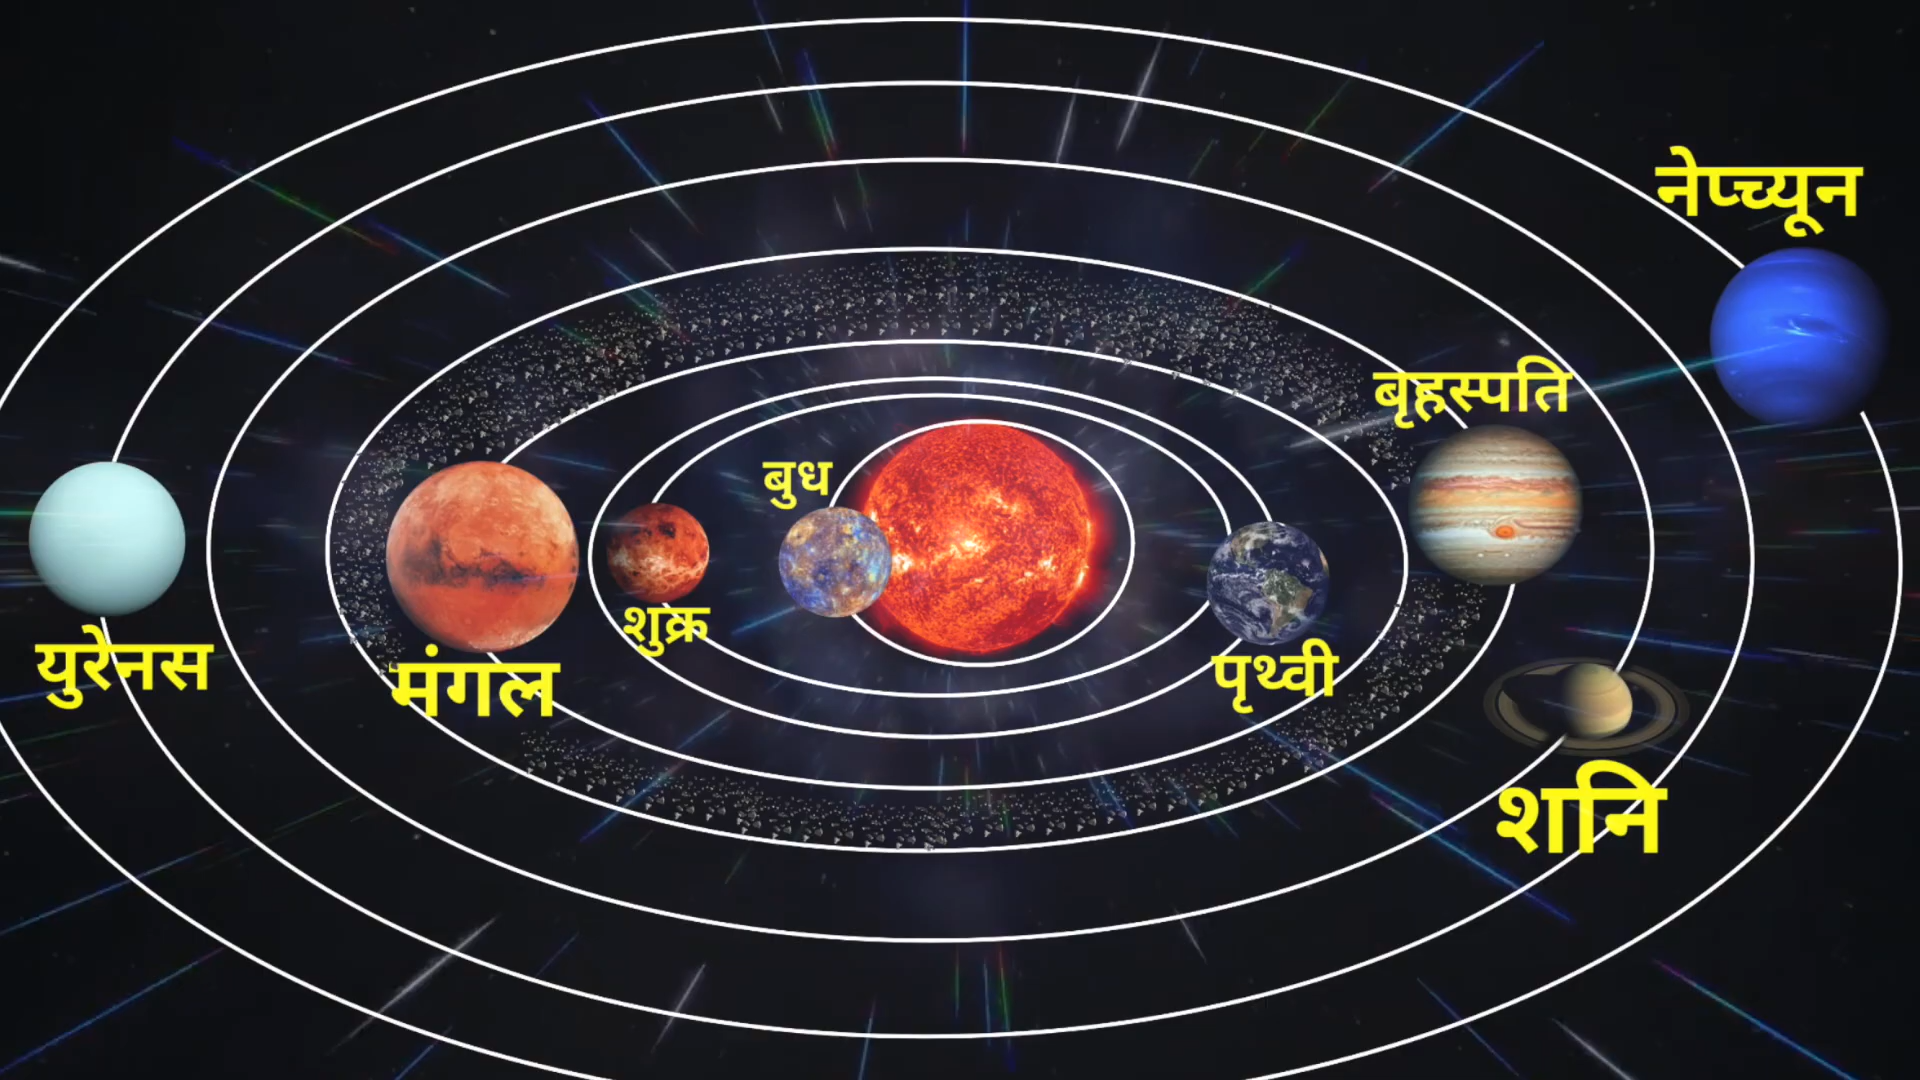 नेप्च्यून
बृहस्पति
बुध
शुक्र
युरेनस
मंगल
पृथ्वी
शनि